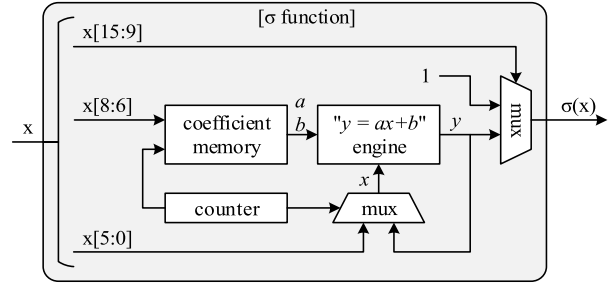 [σ function]
x[15:9]
1
x[8:6]
a
b
coefficient
memory
"y = ax+b"
engine
y
mux
σ(x)
x
x
counter
mux
x[5:0]